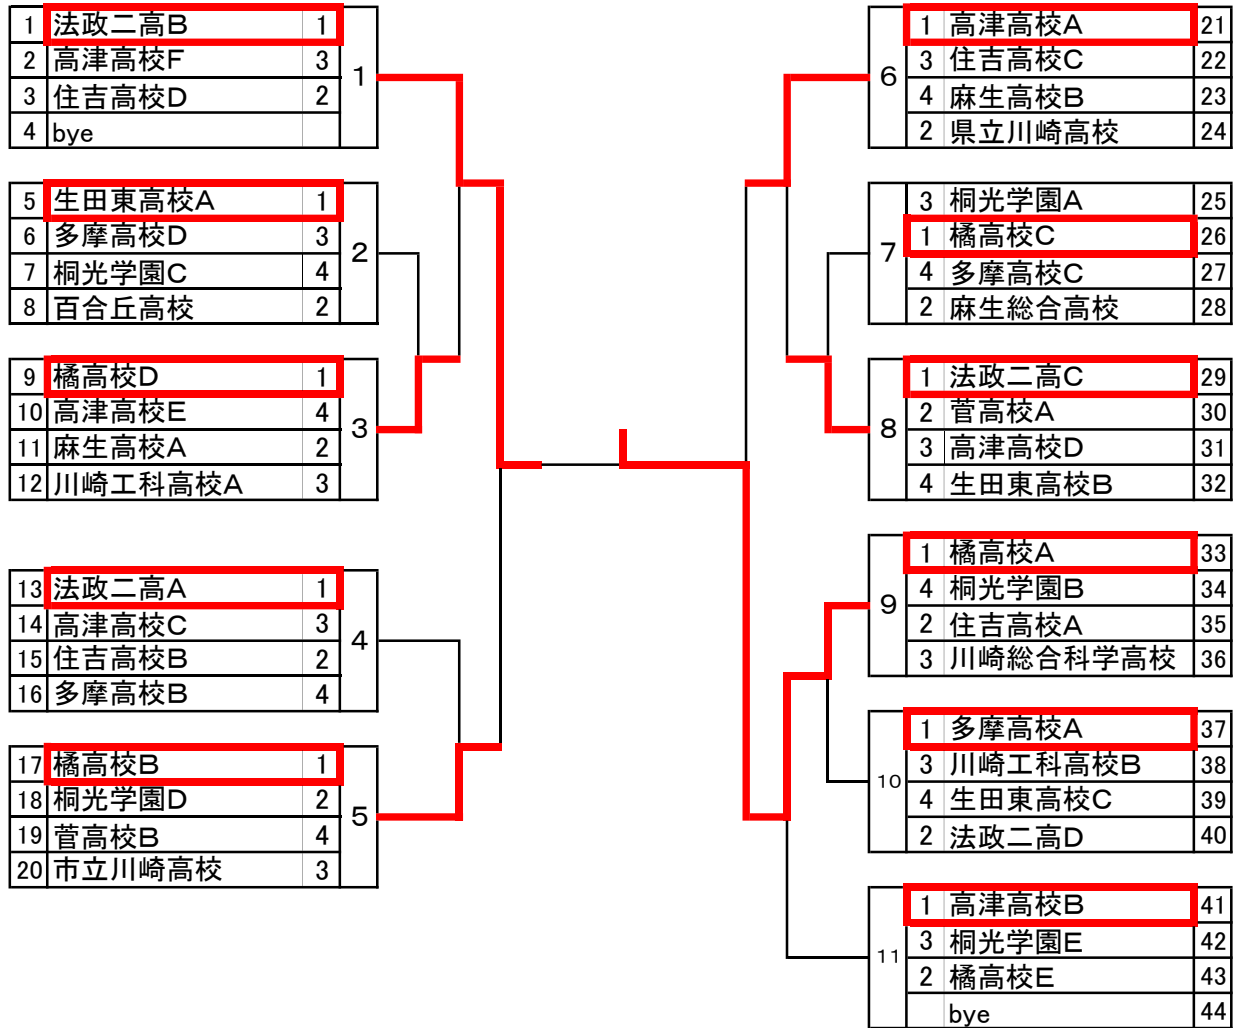 1 法政二高B 1
2 高津高校F 3
3 住吉高校D 2
4 bye
1
5 生田東高校A 1
6 多摩高校D 3
7 桐光学園C 4
8 百合丘高校 2
2
9 橘高校D 1
10 高津高校E 4
11 麻生高校A 2
12 川崎工科高校A 3
3
13 法政二高A 1
14 高津高校C 3
15 住吉高校B 2
16 多摩高校B 4
4
17 橘高校B 1
18 桐光学園D 2
19 菅高校B 4
20 市立川崎高校 3
5
6
1 高津高校A 21
3 住吉高校C 22
4 麻生高校B 23
2 県立川崎高校 24
7
3 桐光学園A 25
1 橘高校C 26
4 多摩高校C 27
2 麻生総合高校 28
8
1 法政二高C 29
2 菅高校A 30
3 高津高校D 31
4 生田東高校B 32
9
1 橘高校A 33
4 桐光学園B 34
2 住吉高校A 35
3 川崎総合科学高校 36
10
1 多摩高校A 37
3 川崎工科高校B 38
4 生田東高校C 39
2 法政二高D 40
11
1 高津高校B 41
3 桐光学園E 42
2 橘高校E 43
bye 44